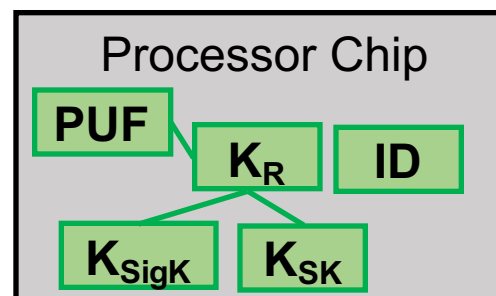 Processor Chip
PUF
K_R
ID
K_SigK
K_SK